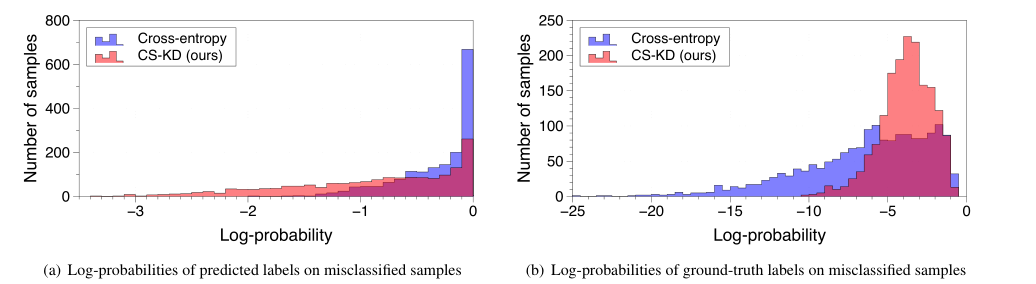 Number of samples
800
600
400
200
0
Cross-entropy
CS-KD (ours)
−3
−2
−1
0
Log-probability
(a) Log-probabilities of predicted labels on misclassified samples
Number of samples
250
200
150
100
50
0
Cross-entropy
CS-KD (ours)
−25
−20
−15
−10
−5
0
Log-probability
(b) Log-probabilities of ground-truth labels on misclassified samples